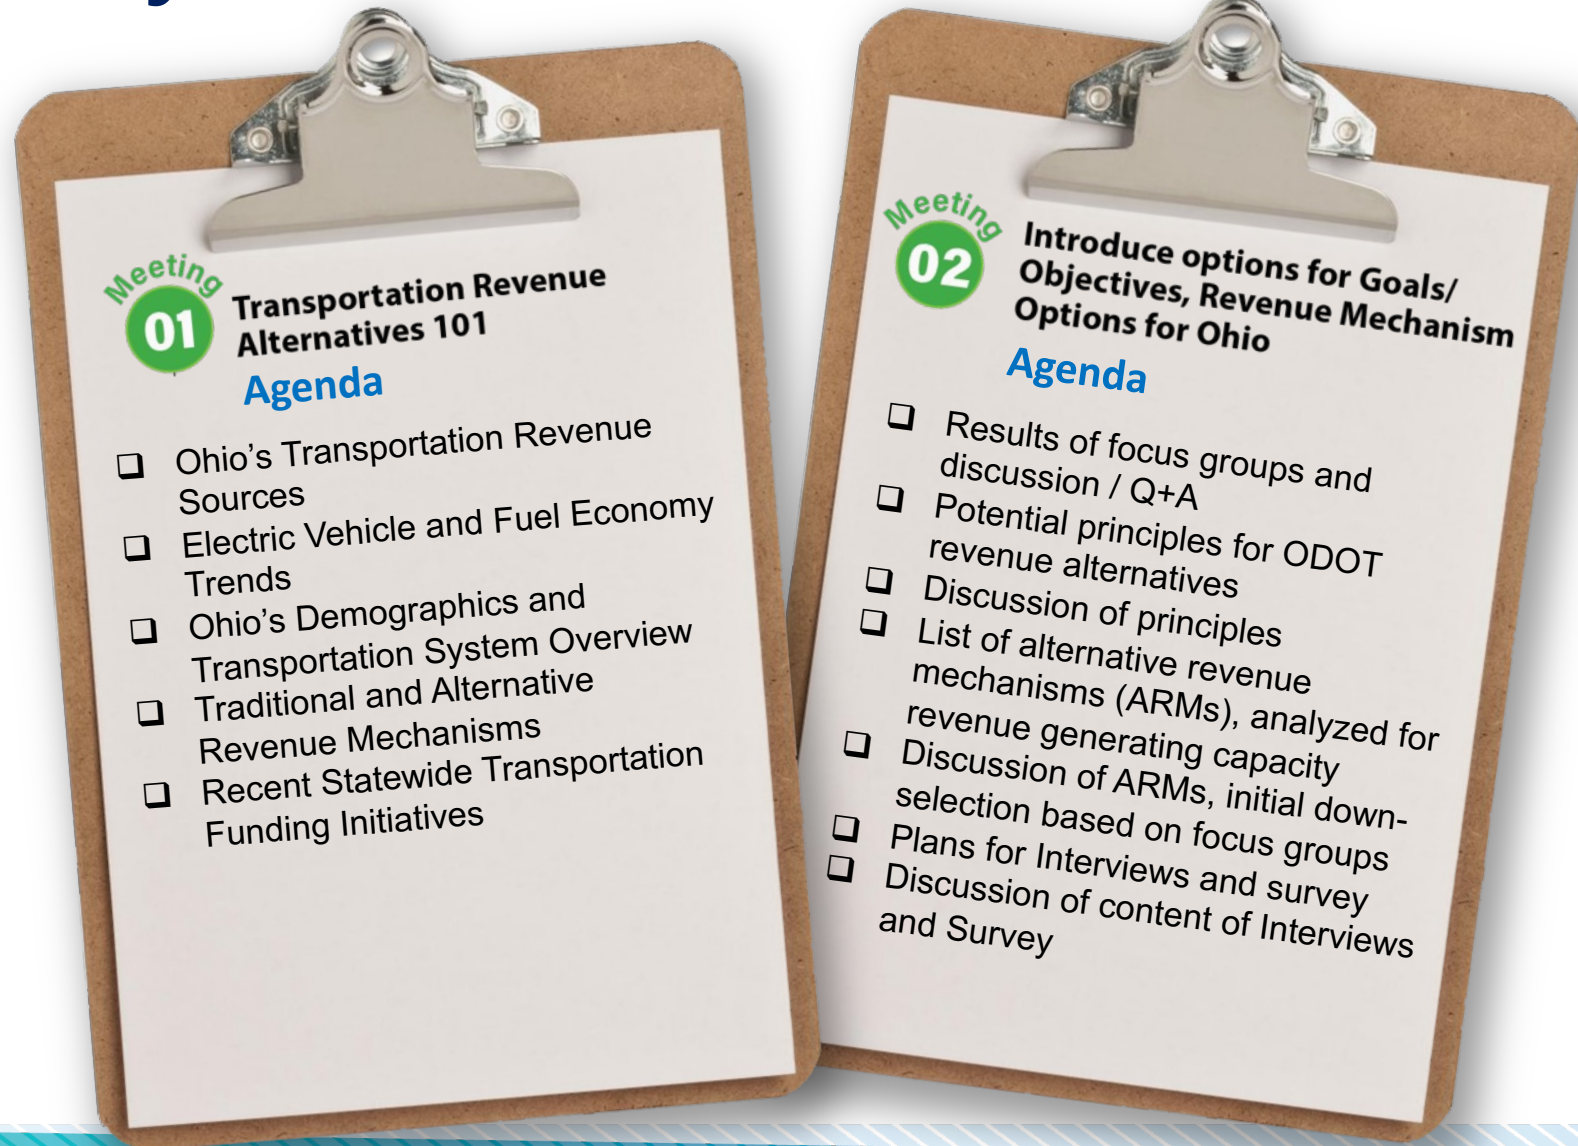 Meeting
01
Transportation Revenue
Alternatives 101
Agenda
❑ Ohio's Transportation Revenue
Sources
❑ Electric Vehicle and Fuel Economy
Trends
❑ Ohio's Demographics and
Transportation System Overview
❑ Traditional and Alternative
Revenue Mechanisms
❑ Recent Statewide Transportation
Funding Initiatives
Meeting
02
Introduce options for Goals/
Objectives, Revenue Mechanism
Options for Ohio
Agenda
❑ Results of focus groups and
discussion / Q+A
❑ Potential principles for ODOT
revenue alternatives
❑ Discussion of principles
❑ List of alternative revenue
mechanisms (ARMs), analyzed for
revenue generating capacity
❑ Discussion of ARMs, initial down-
selection based on focus groups
❑ Plans for Interviews and survey
❑ Discussion of content of Interviews
and Survey